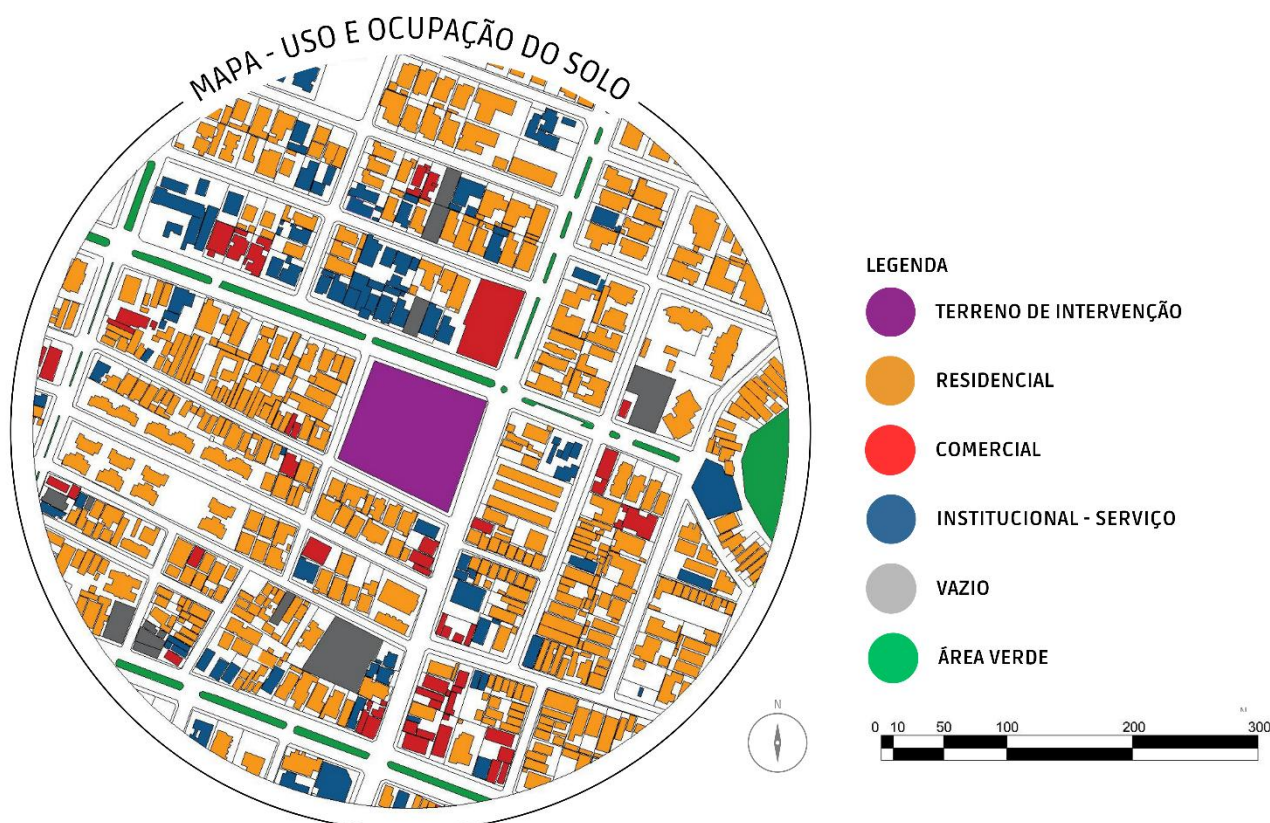 MAPA - USO E OCUPAÇÃO DO SOLO
LEGENDA
TERRENO DE INTERVENÇÃO
RESIDENCIAL
COMERCIAL
INSTITUCIONAL - SERVIÇO
VAZIO
ÁREA VERDE
N
N
0 10 50 100 200 300